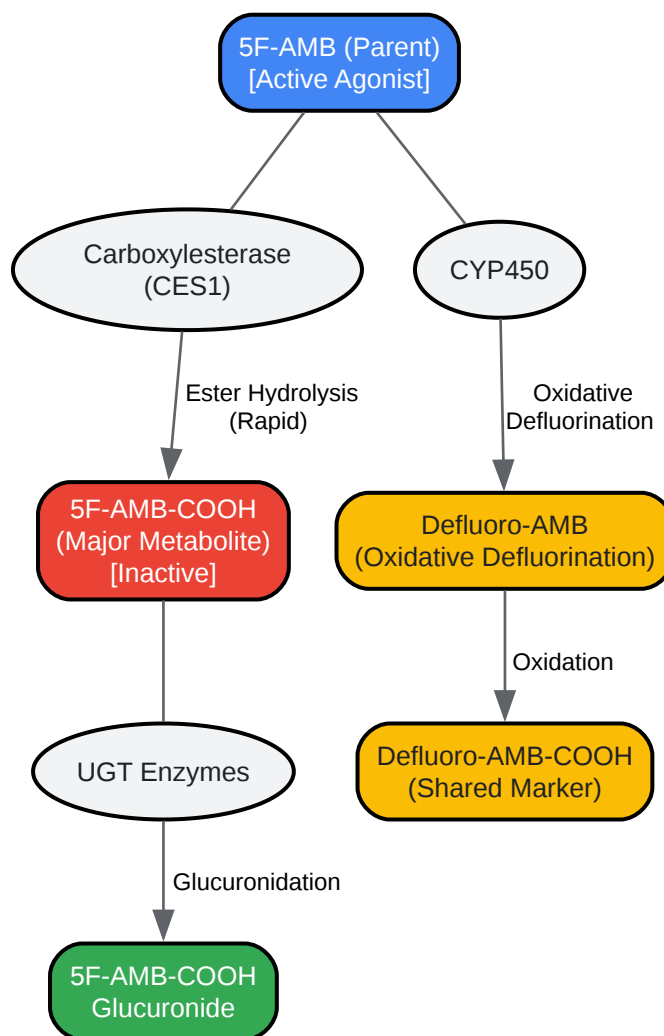 5F-AMB (Parent)
[Active Agonist]
Carboxylesterase
(CES1)
CYP450
Ester Hydrolysis
(Rapid)
Oxidative
Defluorination
5F-AMB-COOH
(Major Metabolite)
[Inactive]
Defluoro-AMB
(Oxidative Defluorination)
Oxidation
UGT Enzymes
Defluoro-AMB-COOH
(Shared Marker)
Glucuronidation
5F-AMB-COOH
Glucuronide